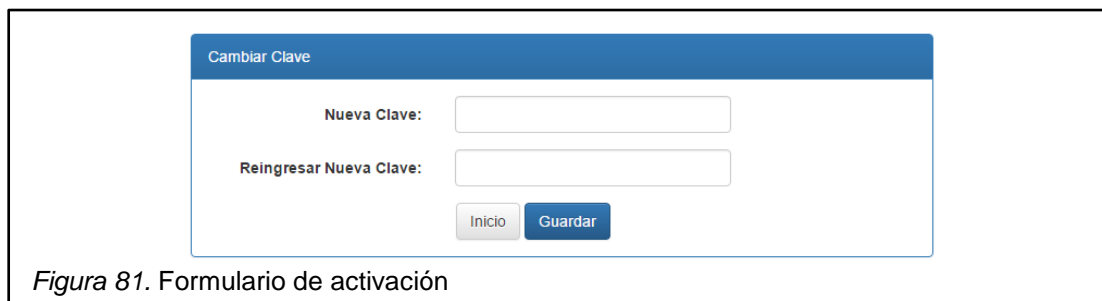 Cambiar Clave
Nueva Clave:
Reingresar Nueva Clave:
Inicio Guardar
Figura 81. Formulario de activación